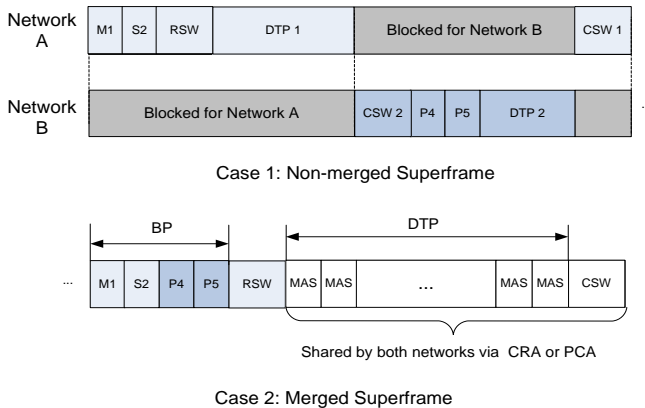 Network A
M1 S2 RSW DTP 1 Blocked for Network B CSW 1
Network B
Blocked for Network A CSW 2 P4 P5 DTP 2
Case 1: Non-merged Superframe
BP DTP
... M1 S2 P4 P5 RSW MAS MAS ... MAS MAS CSW
Shared by both networks via CRA or PCA
Case 2: Merged Superframe